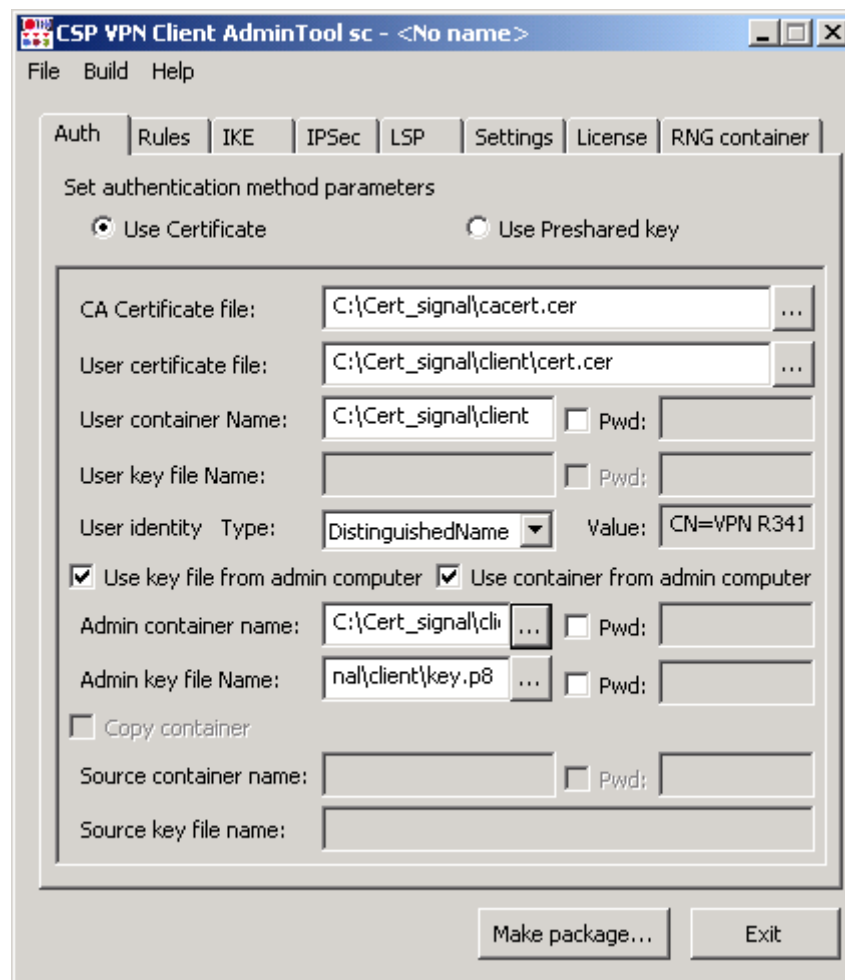 CSP VPN Client AdminTool sc - <No name>
File Build Help
Auth Rules IKE IPSec LSP Settings License RNG container
Set authentication method parameters
Use Certificate Use Preshared key
CA Certificate file: C:\Cert_signal\cacert.cer ...
User certificate file: C:\Cert_signal\client\cert.cer ...
User container Name: C:\Cert_signal\client Pwd:
User key file Name: Pwd:
User identity Type: DistinguishedName Value: CN=VPN R341
Use key file from admin computer Use container from admin computer
Admin container name: C:\Cert_signal\cli ... Pwd:
Admin key file Name: nal\client\key.p8 ... Pwd:
Copy container
Source container name: Pwd:
Source key file name:
Make package... Exit